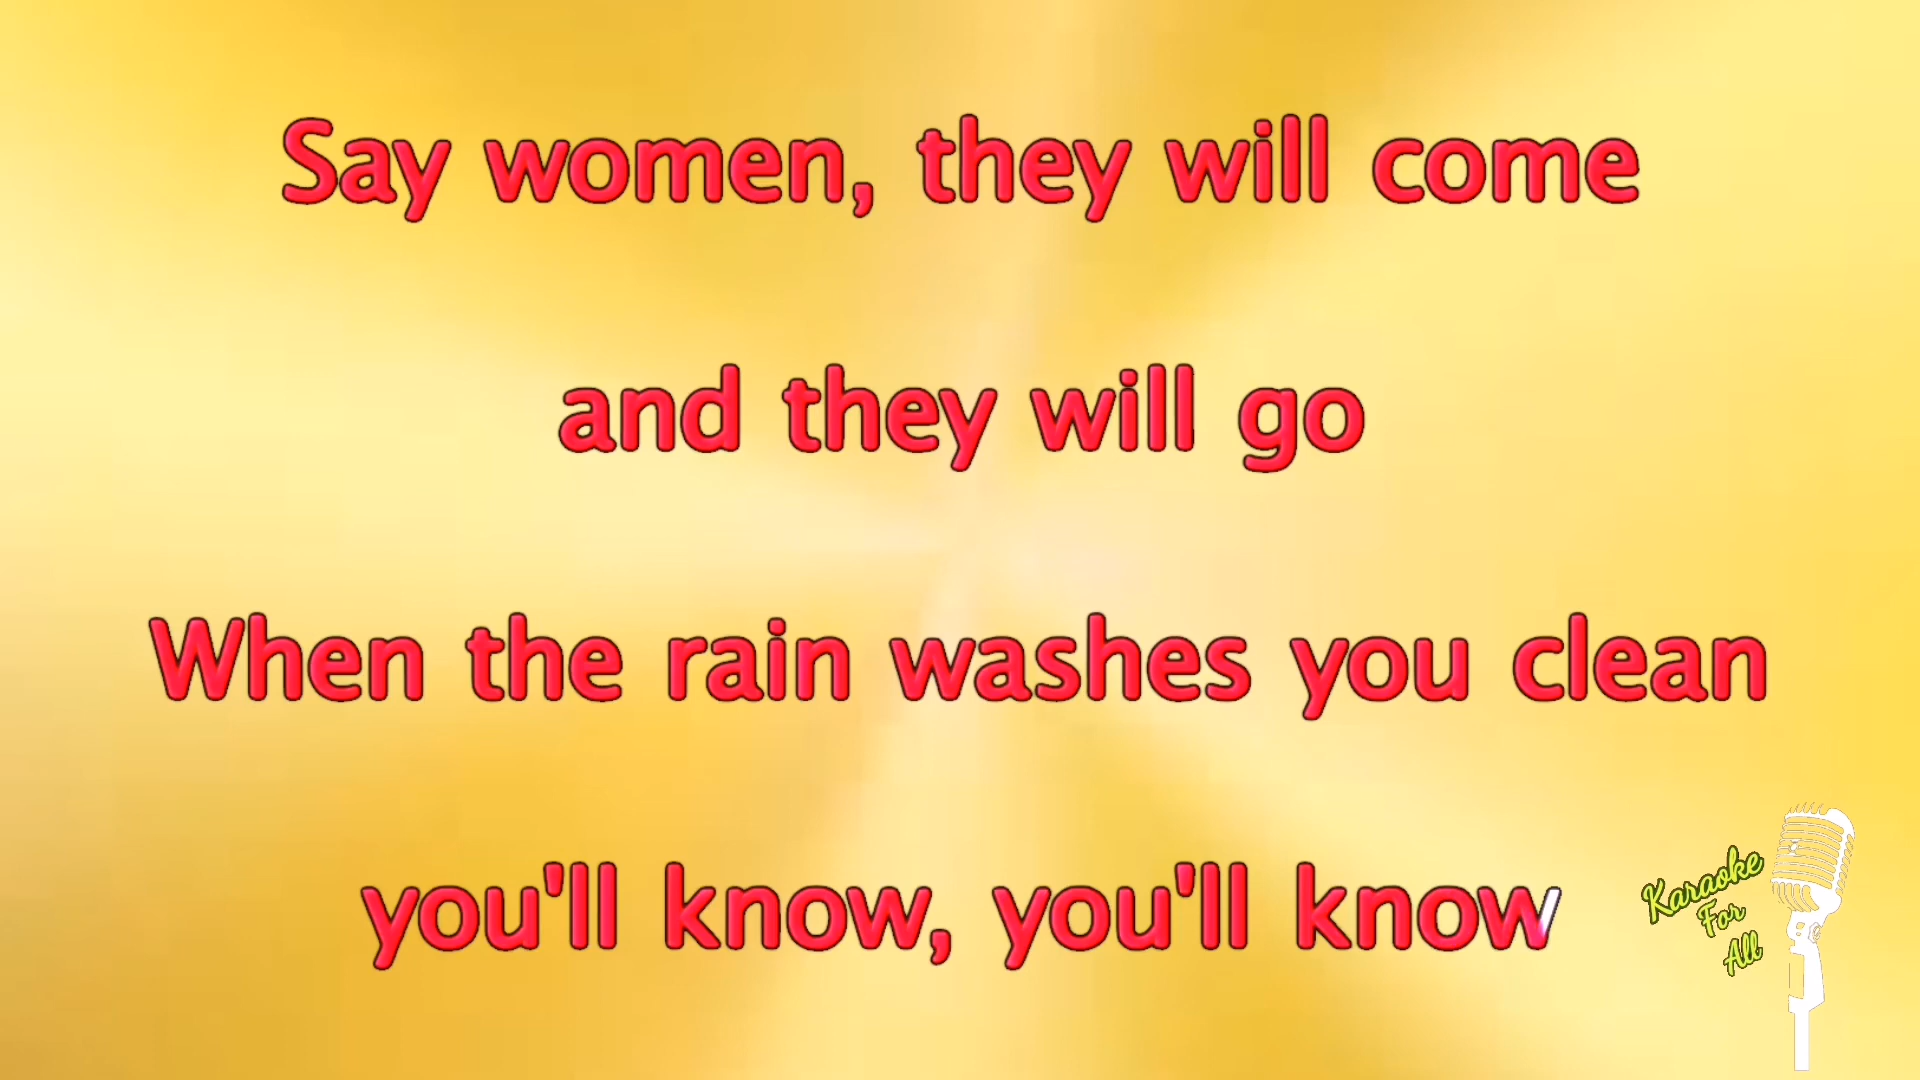 Say women, they will come
and they will go
When the rain washes you clean
you'll know, you'll know
Karaoke
For
All